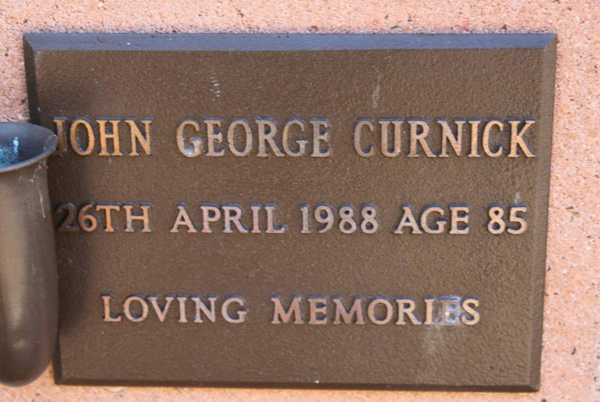 JOHN GEORGE CURNICK
26TH APRIL 1988 AGE 85
LOVING MEMORIES